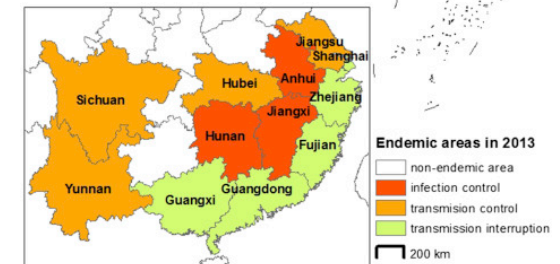 Jiangsu
Shanghai
Anhui
Hubei
Sichuan
Zhejiang
Jiangxi
Hunan
Fujian
Yunnan
Guangdong
Guangxi
Endemic areas in 2013
non-endemic area
infection control
transmision control
transmission interruption
200 km